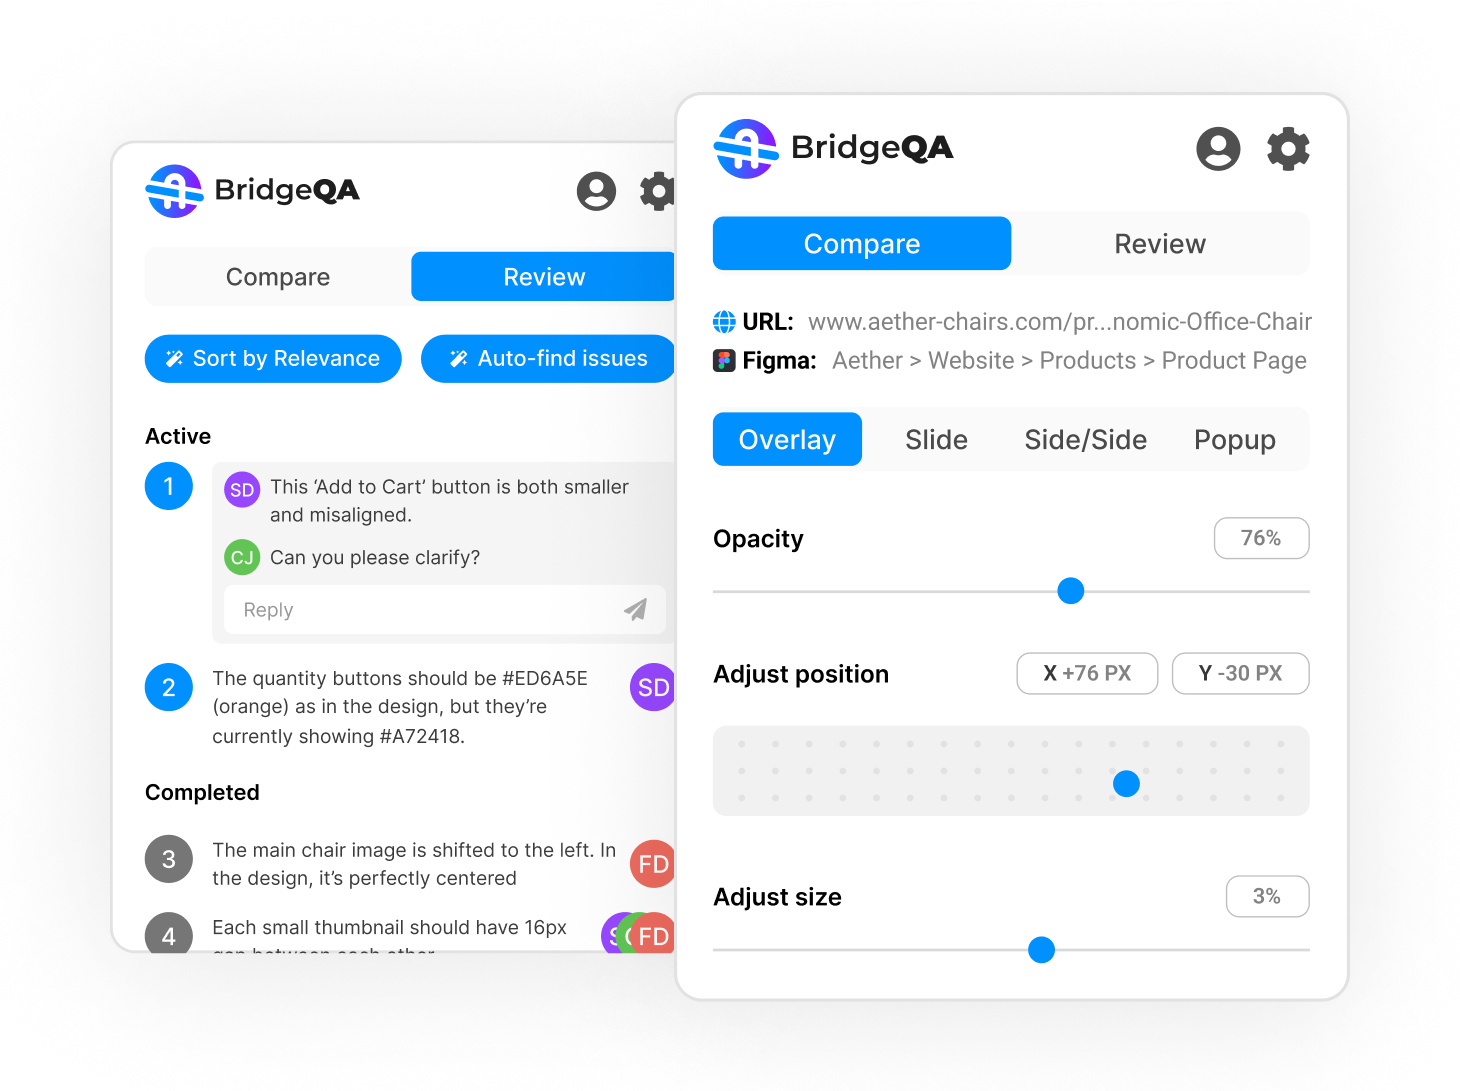 BridgeQA
Compare Review
Sort by Relevance Auto-find issues
Active
1
SD This ‘Add to Cart’ button is both smaller
and misaligned.
CJ Can you please clarify?
Reply
2 The quantity buttons should be #ED6A5E SD
(orange) as in the design, but they’re
currently showing #A72418.
Completed
3 The main chair image is shifted to the left. In FD
the design, it’s perfectly centered
4 Each small thumbnail should have 16px FD
gap between each other
BridgeQA
Compare Review
URL: www.aether-chairs.com/pr...nomic-Office-Chair
Figma: Aether > Website > Products > Product Page
Overlay Slide Side/Side Popup
Opacity 76%
Adjust position X +76 PX Y -30 PX
Adjust size 3%